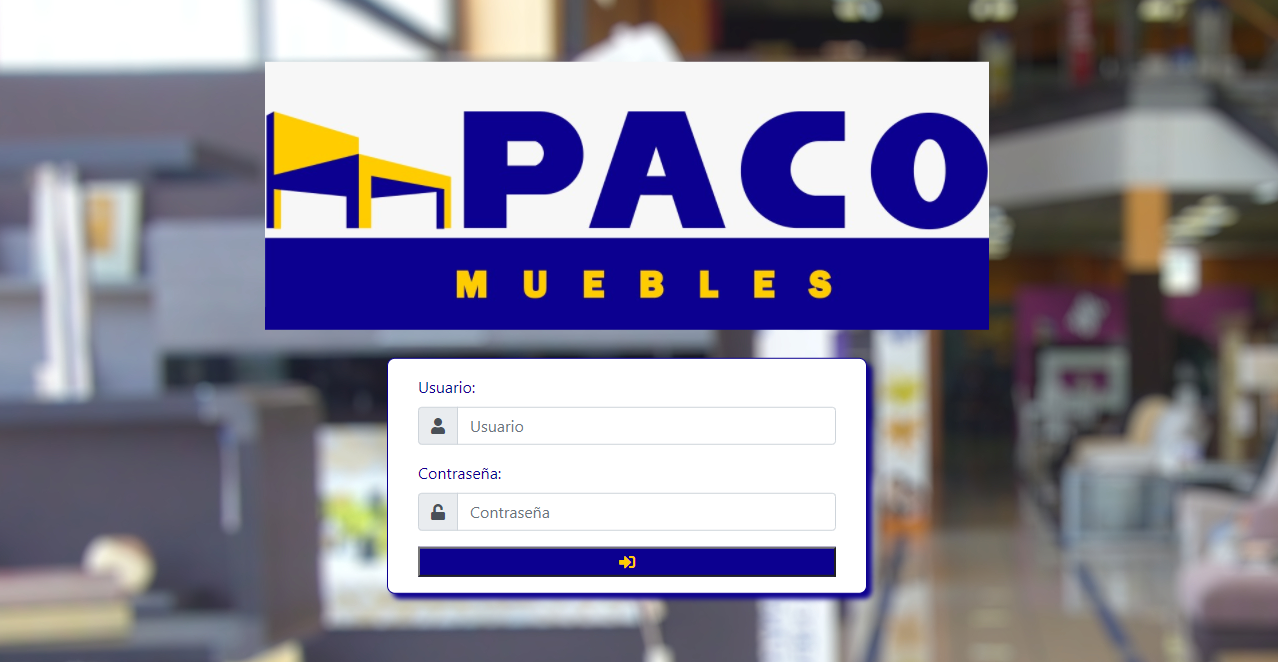 PACO
MUEBLES
Usuario:
Usuario
Contraseña:
Contraseña